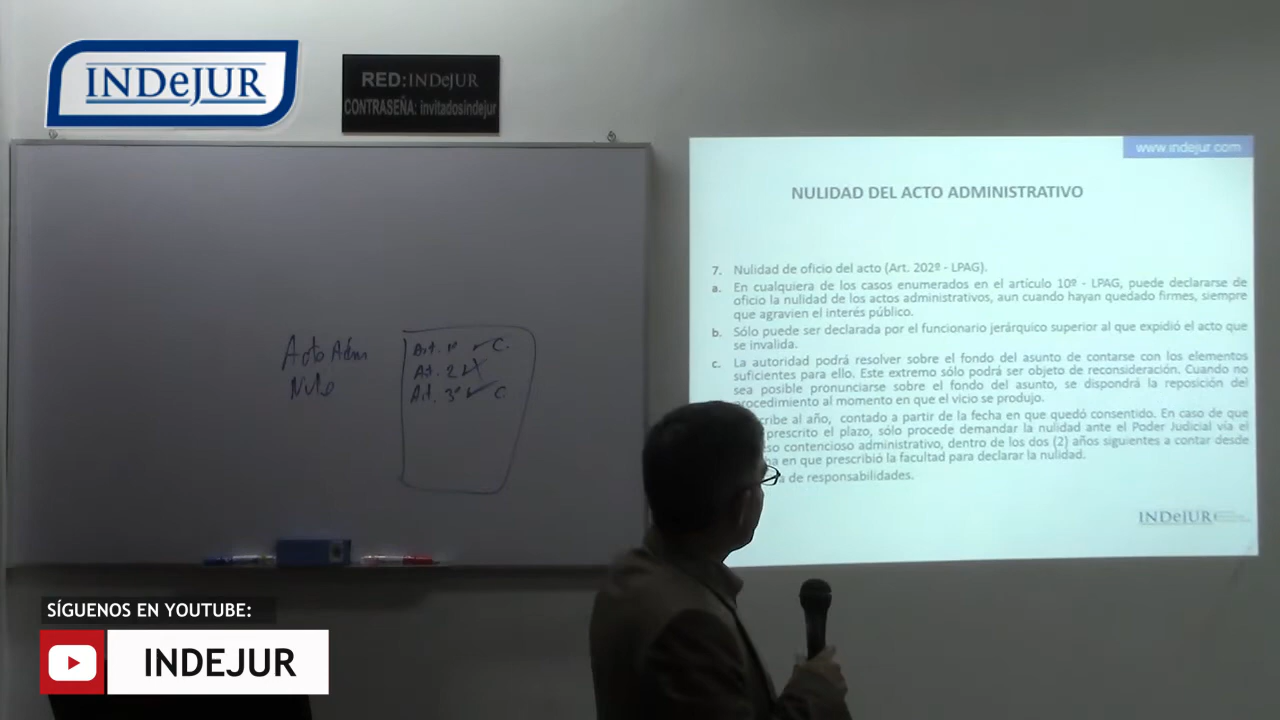 INDeJUR
RED:INDeJUR
CONTRASEÑA: invitadosindejur
www.indejur.com
NULIDAD DEL ACTO ADMINISTRATIVO
7. Nulidad de oficio del acto (Art. 202º - LPAG).
a. En cualquiera de los casos enumerados en el artículo 10º - LPAG, puede declararse de
oficio la nulidad de los actos administrativos, aun cuando hayan quedado firmes, siempre
que agravien el interés público.
b. Sólo puede ser declarada por el funcionario jerárquico superior al que expidió el acto que
se invalida.
c. La autoridad podrá resolver sobre el fondo del asunto de contarse con los elementos
suficientes para ello. Este extremo sólo podrá ser objeto de reconsideración. Cuando no
sea posible pronunciarse sobre el fondo del asunto, se dispondrá la reposición del
rocedimiento al momento en que el vicio se produjo.
cribe al año, contado a partir de la fecha en que quedó consentido. En caso de que
prescrito el plazo, sólo procede demandar la nulidad ante el Poder Judicial vía el
eso contencioso administrativo, dentro de los dos (2) años siguientes a contar desde
ha en que prescribió la facultad para declarar la nulidad.
a de responsabilidades.
INDeJUR
Acto Adm
Nulo
Art. 1º C.
Art. 2
Art. 3º C
SÍGUENOS EN YOUTUBE:
INDEJUR